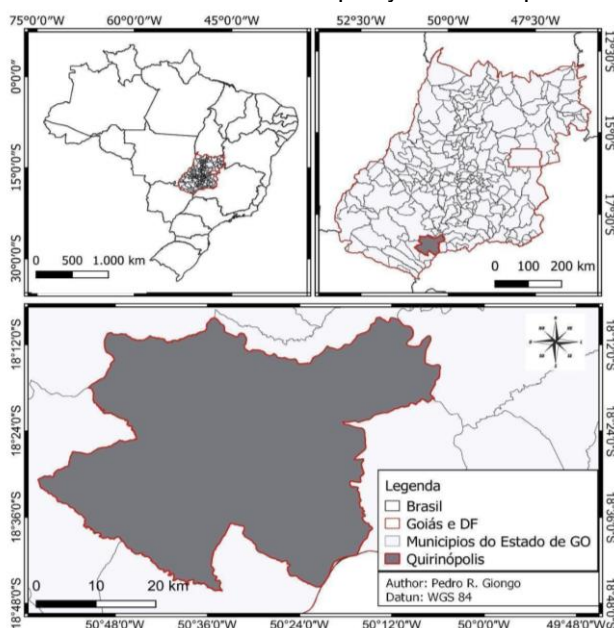 75°0'0"O 60°0'0"O 45°0'0"O
52°30'O 50°0'O 47°30'O
0°0'0"
15°0'0"S
30°0'0"S
12°30'S
15°0'S
17°30'S
0 500 1.000 km
0 100 200 km
18°12'0"S
18°24'0"S
18°36'0"S
18°48'0"S
18°12'0"S
18°24'0"S
18°36'0"S
18°48'0"S
Legenda
Brasil
Goiás e DF
Municipios do Estado de GO
Quirinópolis
Author: Pedro R. Giongo
Datun: WGS 84
0 10 20 km
50°48'0"O 50°36'0"O 50°24'0"O 50°12'0"O 50°0'0"O 49°48'0"O